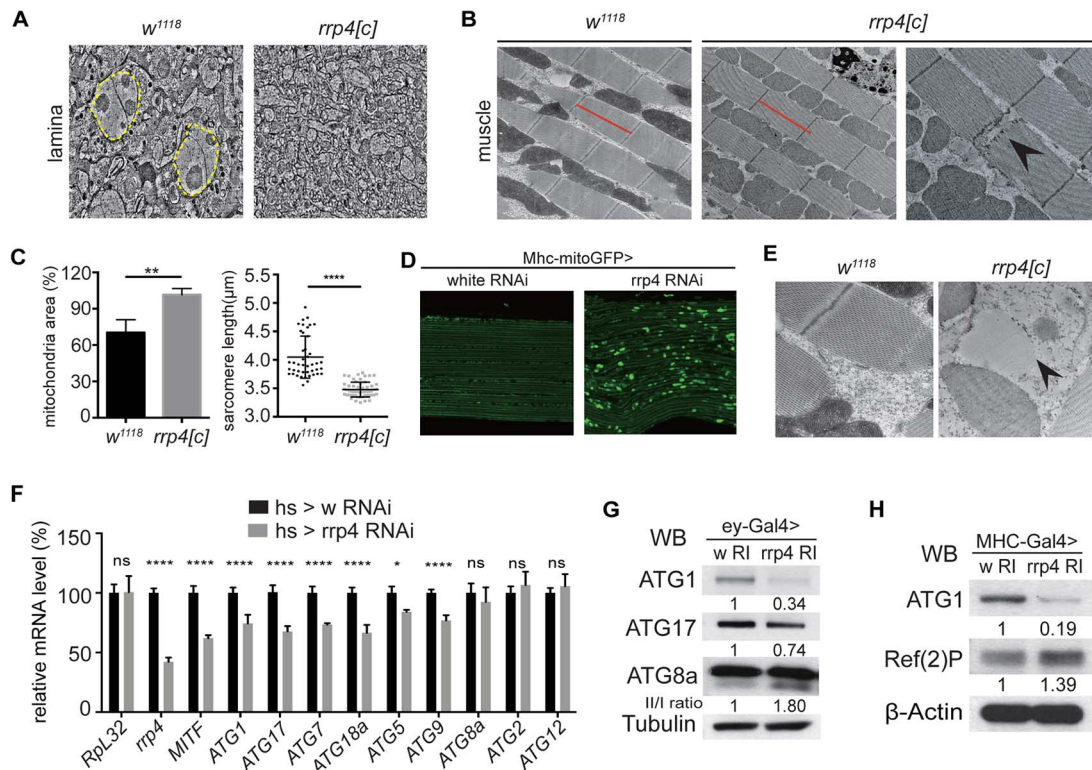 A
w1118
rrp4[c]
lamina
B
w1118
rrp4[c]
muscle
C
mitochondria area (%)
120
90
60
30
0
**
w1118
rrp4[c]
sarcomere length(μm)
5.5
5.0
4.5
4.0
3.5
3.0
****
w1118
rrp4[c]
D
Mhc-mitoGFP>
white RNAi
rrp4 RNAi
E
w1118
rrp4[c]
F
hs > w RNAi
hs > rrp4 RNAi
relative mRNA level (%)
150
100
50
0
ns **** **** **** **** **** **** * **** ns ns ns
RpL32 rrp4 MITF ATG1 ATG17 ATG7 ATG18a ATG5 ATG9 ATG8a ATG2 ATG12
G
WB
ey-Gal4>
w RI rrp4 RI
ATG1
1 0.34
ATG17
1 0.74
ATG8a
II/I ratio 1 1.80
Tubulin
H
WB
MHC-Gal4>
w RI rrp4 RI
ATG1
1 0.19
Ref(2)P
1 1.39
β-Actin